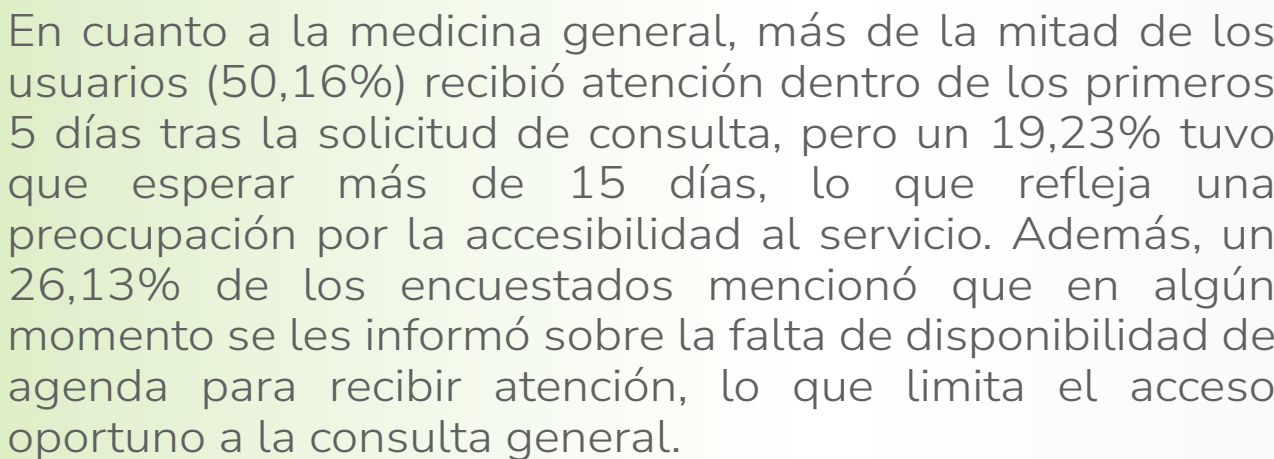 En cuanto a la medicina general, más de la mitad de los
usuarios (50,16%) recibió atención dentro de los primeros
5 días tras la solicitud de consulta, pero un 19,23% tuvo
que esperar más de 15 días, lo que refleja una
preocupación por la accesibilidad al servicio. Además, un
26,13% de los encuestados mencionó que en algún
momento se les informó sobre la falta de disponibilidad de
agenda para recibir atención, lo que limita el acceso
oportuno a la consulta general.